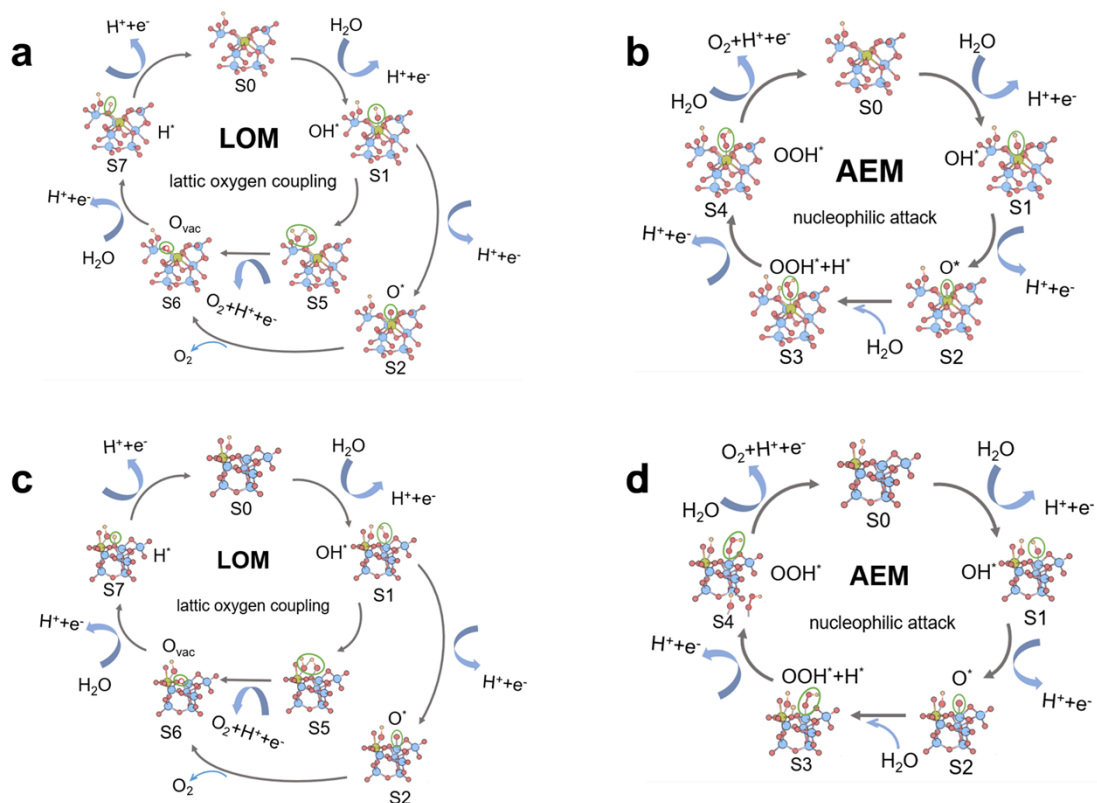 a
H⁺+e⁻
H₂O
S0
H⁺+e⁻
H*
LOM
OH*
S7
S1
lattic oxygen coupling
H⁺+e⁻
Oᵥₐc
H₂O
S6
S5
H⁺+e⁻
O₂+H⁺+e⁻
O*
O₂
S2
b
O₂+H⁺+e⁻
H₂O
S0
H₂O
H⁺+e⁻
OOH*
AEM
OH*
S4
S1
nucleophilic attack
H⁺+e⁻
OOH*+H*
O*
H⁺+e⁻
S3
H₂O
S2
c
H⁺+e⁻
H₂O
S0
H⁺+e⁻
H*
LOM
OH*
S7
S1
lattic oxygen coupling
H⁺+e⁻
Oᵥₐc
H₂O
S6
S5
H⁺+e⁻
O₂+H⁺+e⁻
O*
O₂
S2
d
O₂+H⁺+e⁻
H₂O
S0
H₂O
H⁺+e⁻
OOH*
AEM
OH*
S4
S1
nucleophilic attack
H⁺+e⁻
OOH*+H*
O*
H⁺+e⁻
S3
H₂O
S2